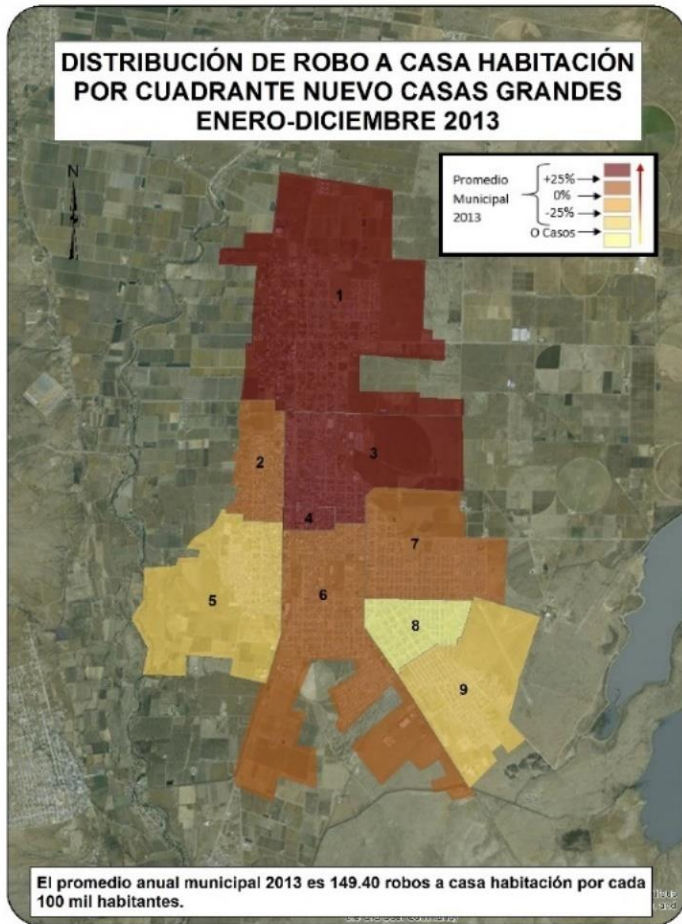 DISTRIBUCIÓN DE ROBO A CASA HABITACIÓN
POR CUADRANTE NUEVO CASAS GRANDES
ENERO-DICIEMBRE 2013
N
Promedio
Municipal
2013
+25%
0%
-25%
O Casos
1
2
3
4
7
5
6
8
9
El promedio anual municipal 2013 es 149.40 robos a casa habitación por cada
100 mil habitantes.